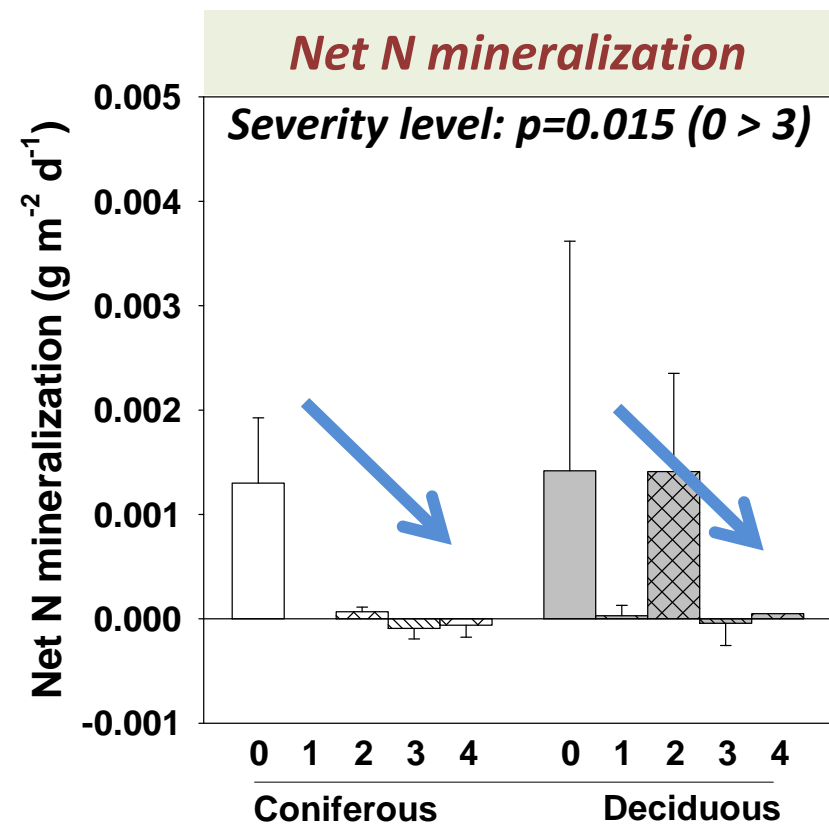 Net N mineralization
Severity level: p=0.015 (0 > 3)
Net N mineralization (g m⁻² d⁻¹)
0.005
0.004
0.003
0.002
0.001
0.000
-0.001
0 1 2 3 4 0 1 2 3 4
Coniferous Deciduous